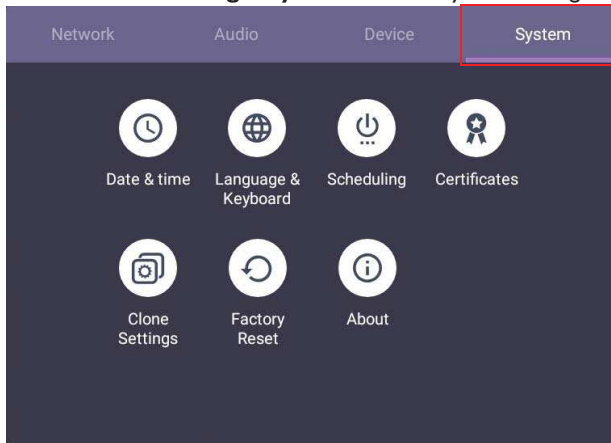 Network Audio Device System
Date & time Language & Scheduling Certificates
Keyboard
Clone Factory About
Settings Reset